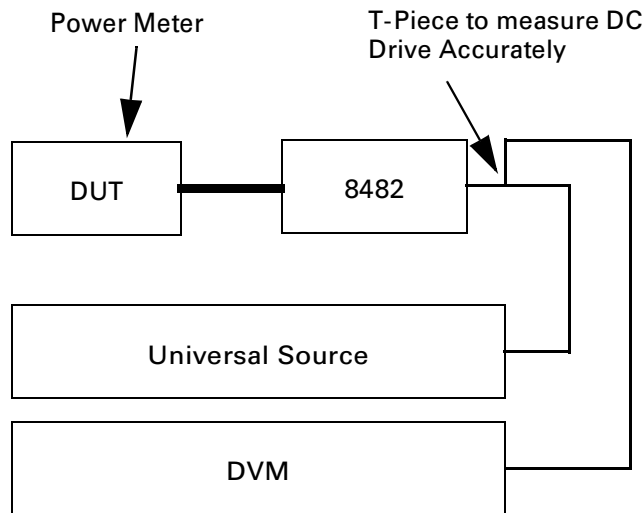 Power Meter
T-Piece to measure DC
Drive Accurately
DUT
8482
Universal Source
DVM